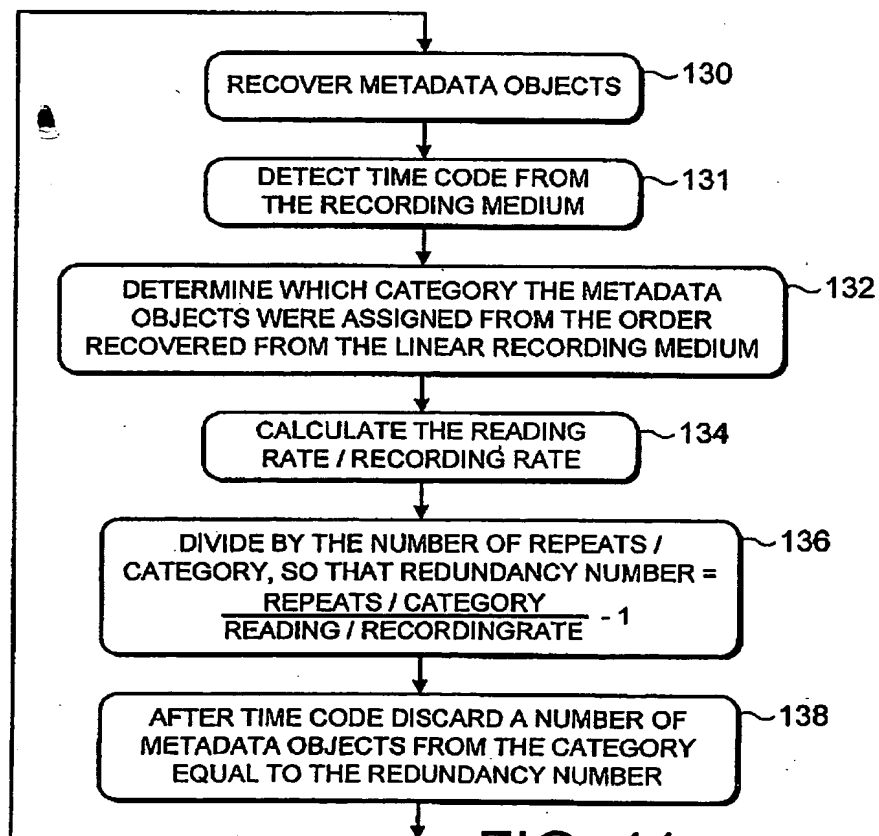 RECOVER METADATA OBJECTS
130
DETECT TIME CODE FROM
THE RECORDING MEDIUM
131
DETERMINE WHICH CATEGORY THE METADATA
OBJECTS WERE ASSIGNED FROM THE ORDER
RECOVERED FROM THE LINEAR RECORDING MEDIUM
132
CALCULATE THE READING
RATE / RECORDING RATE
134
DIVIDE BY THE NUMBER OF REPEATS /
CATEGORY, SO THAT REDUNDANCY NUMBER =
REPEATS / CATEGORY
READING / RECORDINGRATE - 1
136
AFTER TIME CODE DISCARD A NUMBER OF
METADATA OBJECTS FROM THE CATEGORY
EQUAL TO THE REDUNDANCY NUMBER
138